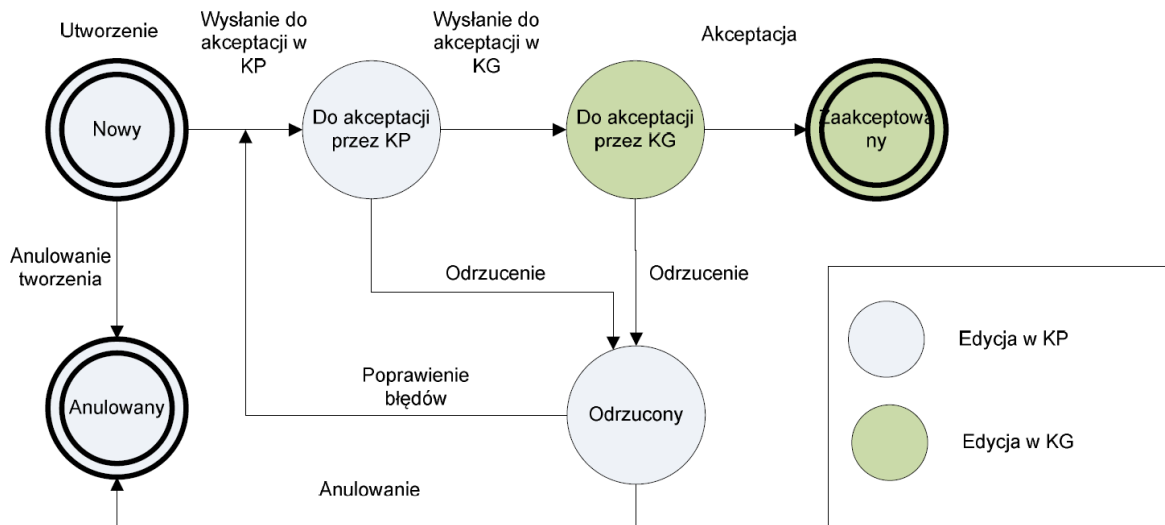 Utworzenie
Wysłanie do
akceptacji w
KP
Wysłanie do
akceptacji w
KG
Akceptacja
Nowy
Do akceptacji
przez KP
Do akceptacji
przez KG
Zaakceptowa
ny
Anulowanie
tworzenia
Odrzucenie
Odrzucenie
Anulowany
Poprawienie
błędów
Odrzucony
Anulowanie
Edycja w KP
Edycja w KG